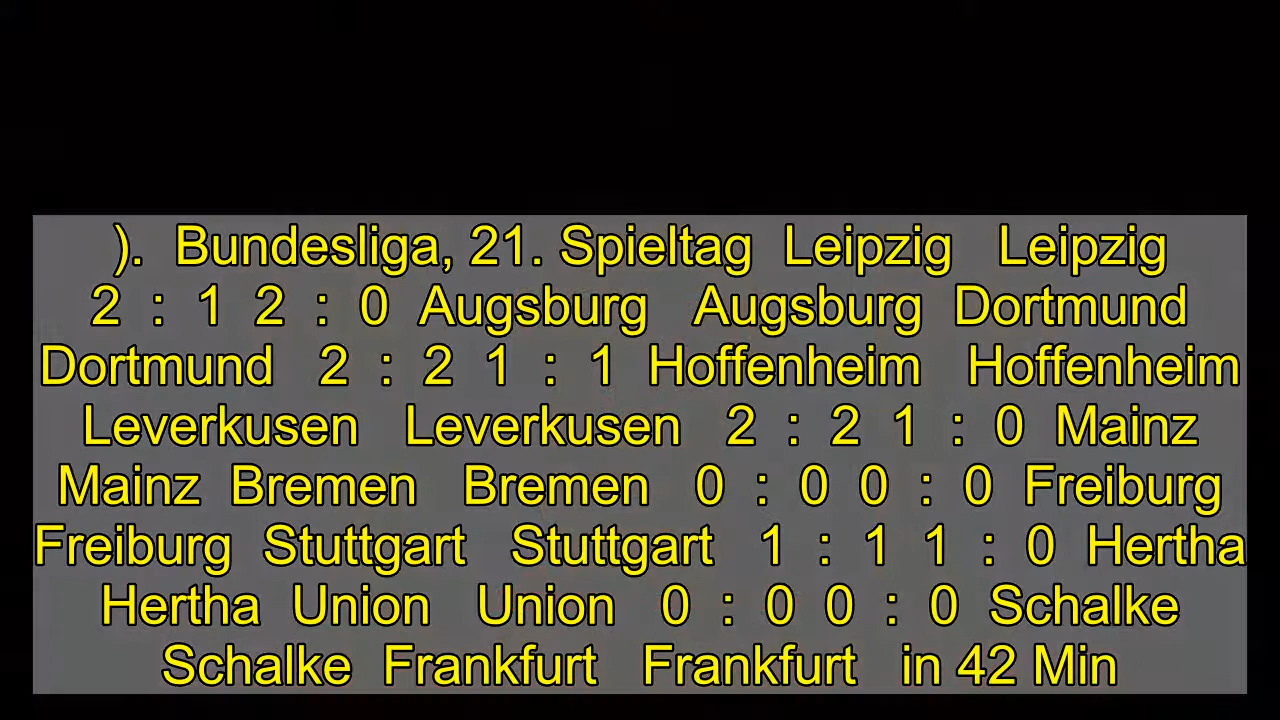 ).  Bundesliga, 21. Spieltag  Leipzig   Leipzig
2  :  1  2  :  0  Augsburg   Augsburg  Dortmund
Dortmund   2  :  2  1  :  1  Hoffenheim   Hoffenheim
Leverkusen   Leverkusen   2  :  2  1  :  0  Mainz
Mainz  Bremen   Bremen   0  :  0  0  :  0  Freiburg
Freiburg  Stuttgart   Stuttgart   1  :  1  1  :  0  Hertha
Hertha  Union   Union   0  :  0  0  :  0  Schalke
Schalke  Frankfurt   Frankfurt   in 42 Min